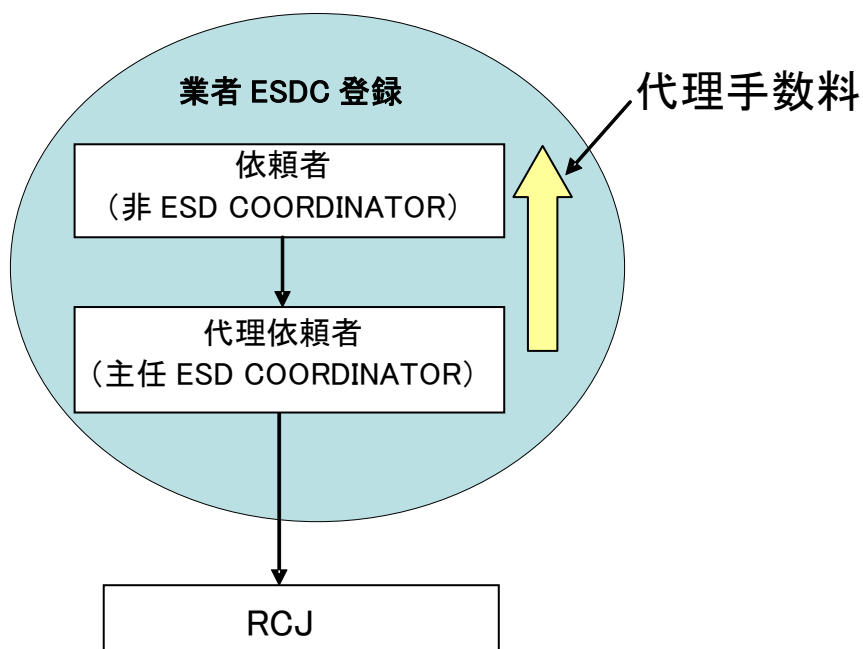 業者 ESDC 登録
代理手数料
依頼者
(非 ESD COORDINATOR)
代理依頼者
(主任 ESD COORDINATOR)
RCJ